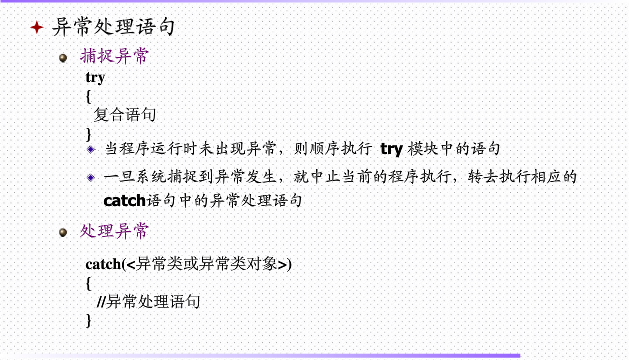 异常处理语句
捕捉异常
try
{
复合语句
}
当程序运行时未出现异常，则顺序执行 try 模块中的语句
一旦系统捕捉到异常发生，就中止当前的程序执行，转去执行相应的
catch语句中的异常处理语句
处理异常
catch(<异常类或异常类对象>)
{
//异常处理语句
}